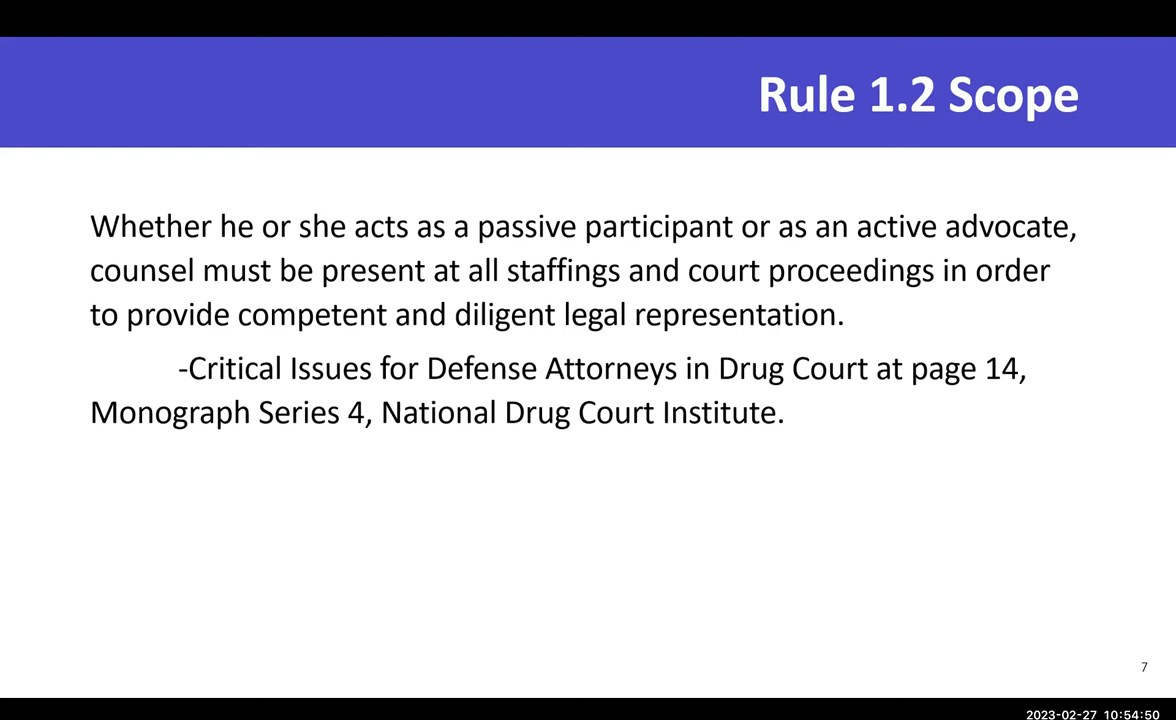 Rule 1.2 Scope
Whether he or she acts as a passive participant or as an active advocate,
counsel must be present at all staffings and court proceedings in order
to provide competent and diligent legal representation.
-Critical Issues for Defense Attorneys in Drug Court at page 14,
Monograph Series 4, National Drug Court Institute.
7
2023-02-27 10:54:50